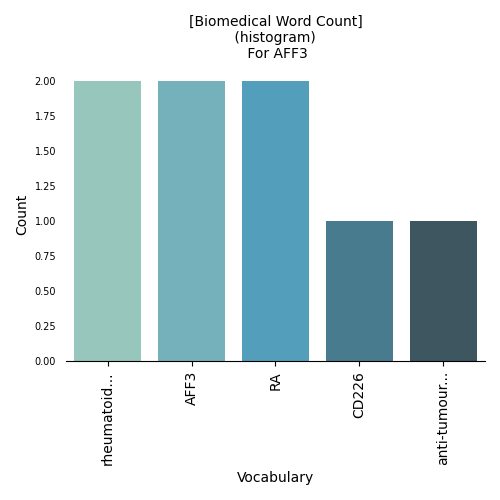 [Biomedical Word Count]
(histogram)
For AFF3
Count
2.00
1.75
1.50
1.25
1.00
0.75
0.50
0.25
0.00
rheumatoid...
AFF3
RA
CD226
anti-tumour...
Vocabulary